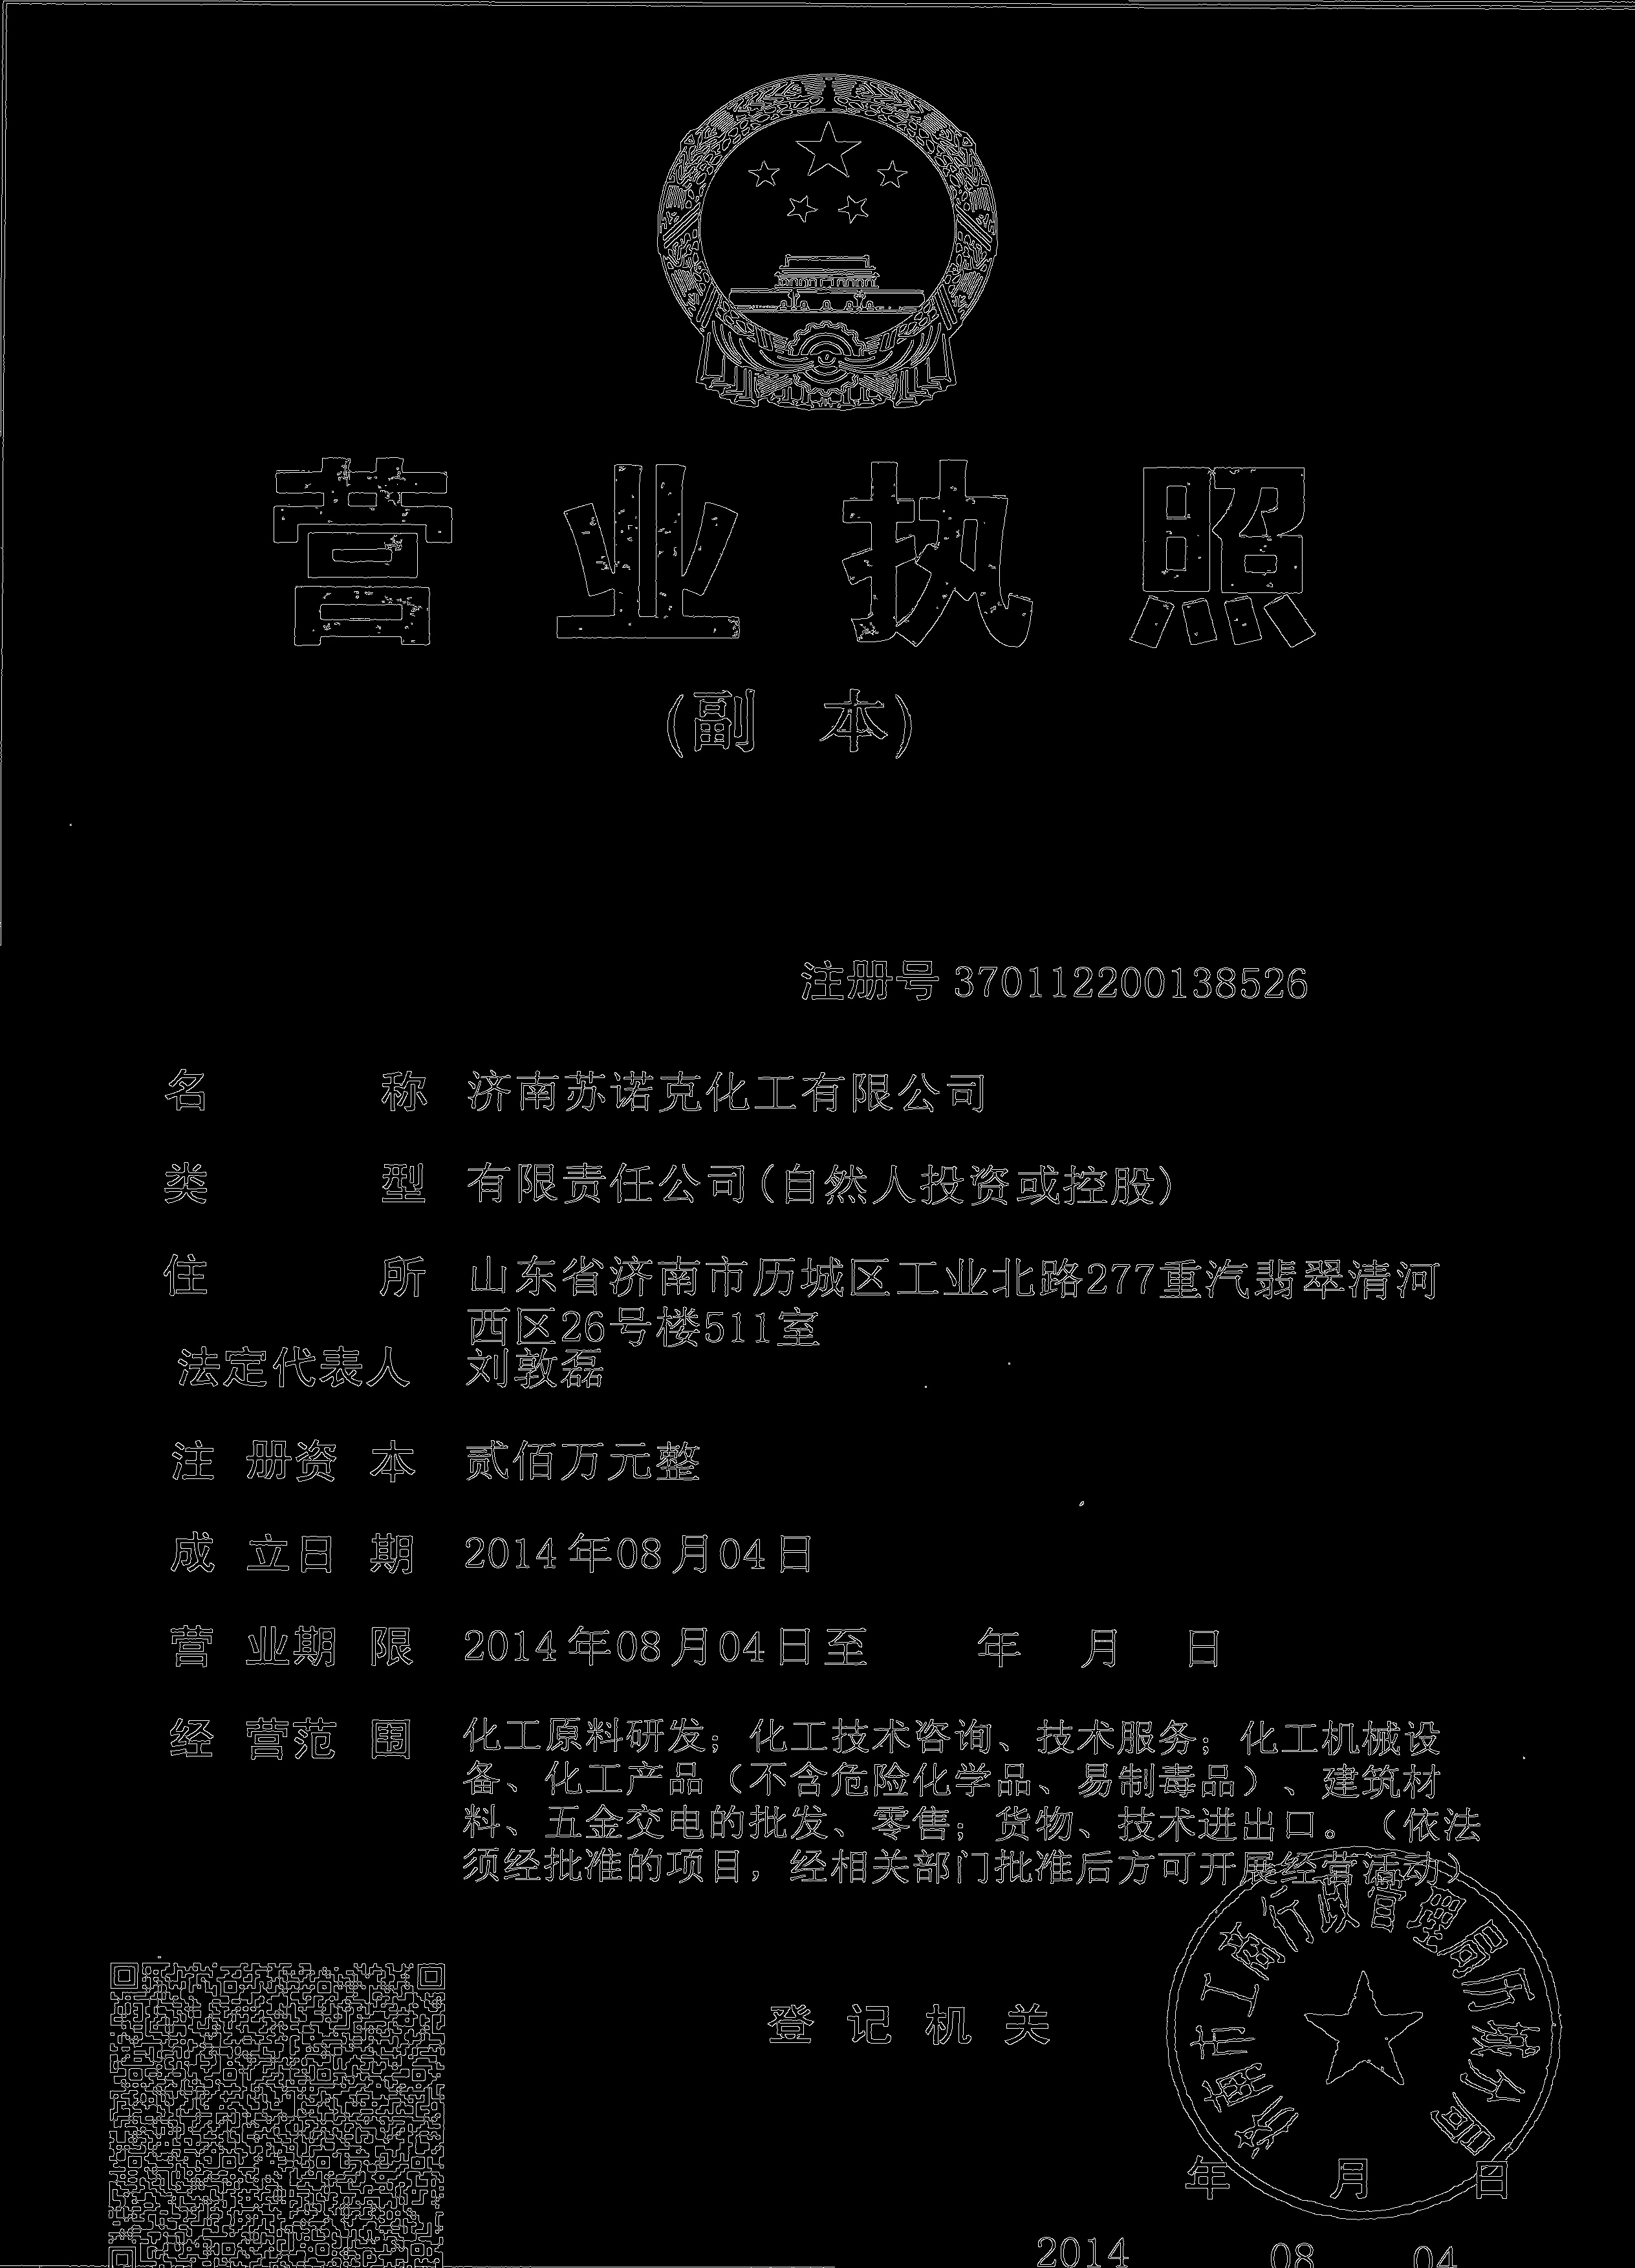 营业执照
(副 本)
注册号 370112200138526
名 称 济南苏诺克化工有限公司
类 型 有限责任公司(自然人投资或控股)
住 所 山东省济南市历城区工业北路277重汽翡翠清河
西区26号楼511室
法定代表人 刘敦磊
注册资本 贰佰万元整
成立日期 2014年08月04日
营业期限 2014年08月04日至 年 月 日
经营范围 化工原料研发；化工技术咨询、技术服务；化工机械设
备、化工产品（不含危险化学品、易制毒品）、建筑材
料、五金交电的批发、零售；货物、技术进出口。（依法
须经批准的项目，经相关部门批准后方可开展经营活动）
济南市工商行政管理局历城分局
登记机关
年 月 日
2014 08 04